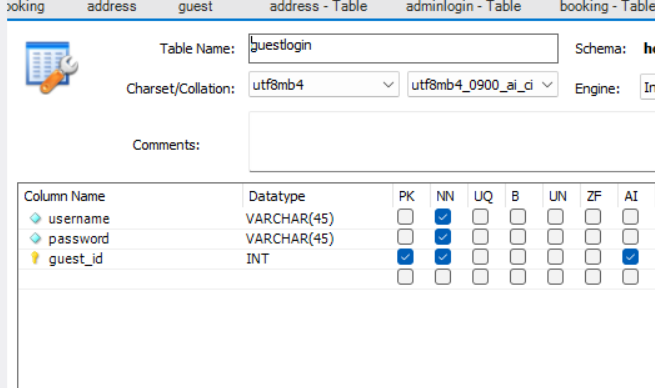 ooking address guest address - Table adminlogin - Table booking - Table
Table Name: guestlogin Schema: h
Charset/Collation: utf8mb4 utf8mb4_0900_ai_ci Engine: In
Comments:
Column Name Datatype PK NN UQ B UN ZF AI
username VARCHAR(45)
password VARCHAR(45)
guest_id INT